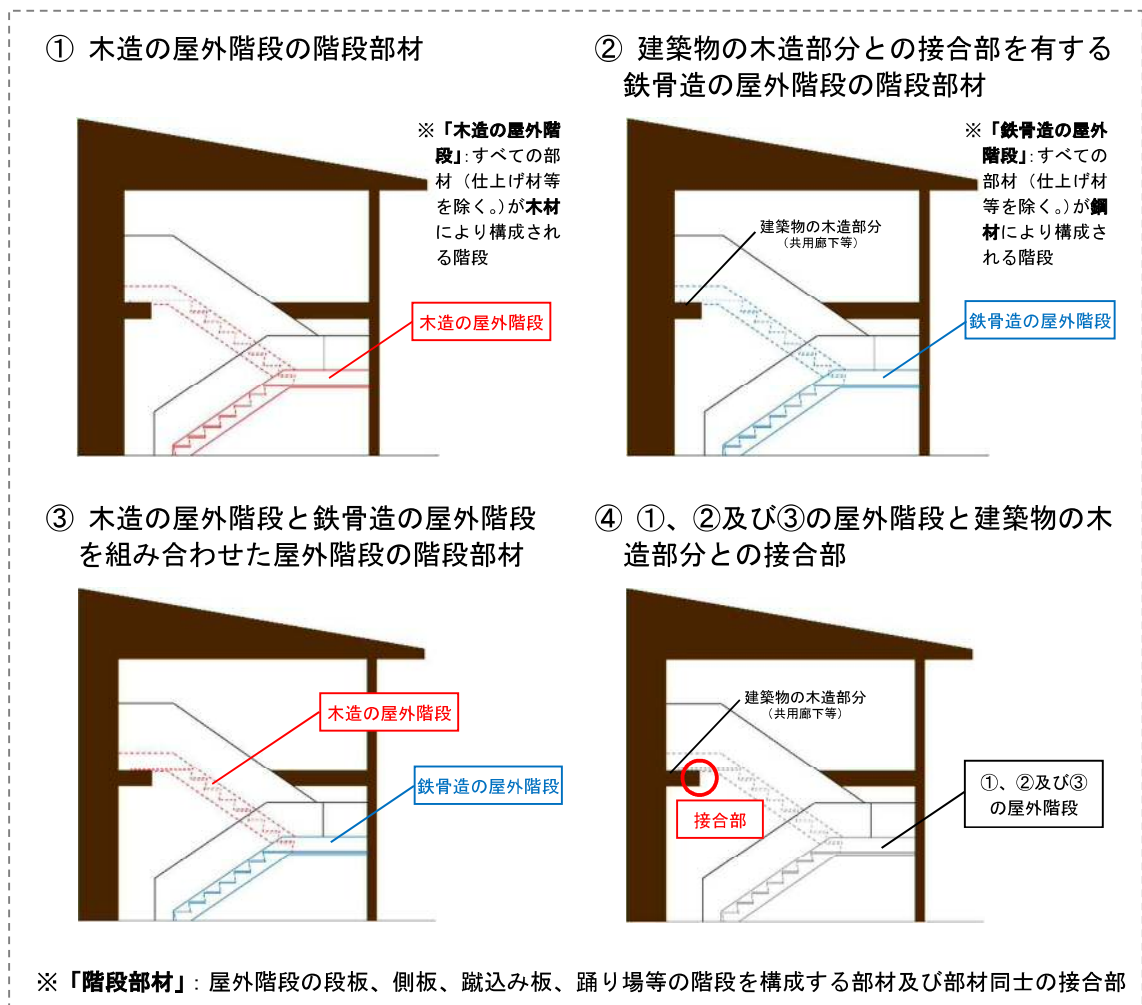 ① 木造の屋外階段の階段部材
※「木造の屋外階
段」：すべての部
材（仕上げ材等
を除く。）が木材
により構成され
る階段
木造の屋外階段
② 建築物の木造部分との接合部を有する
鉄骨造の屋外階段の階段部材
※「鉄骨造の屋外
階段」：すべての
部材（仕上げ材
等を除く。）が鋼
材により構成さ
れる階段
建築物の木造部分
（共用廊下等）
鉄骨造の屋外階段
③ 木造の屋外階段と鉄骨造の屋外階段
を組み合わせた屋外階段の階段部材
木造の屋外階段
鉄骨造の屋外階段
④ ①、②及び③の屋外階段と建築物の木
造部分との接合部
建築物の木造部分
（共用廊下等）
接合部
①、②及び③
の屋外階段
※「階段部材」：屋外階段の段板、側板、蹴込み板、踊り場等の階段を構成する部材及び部材同士の接合部